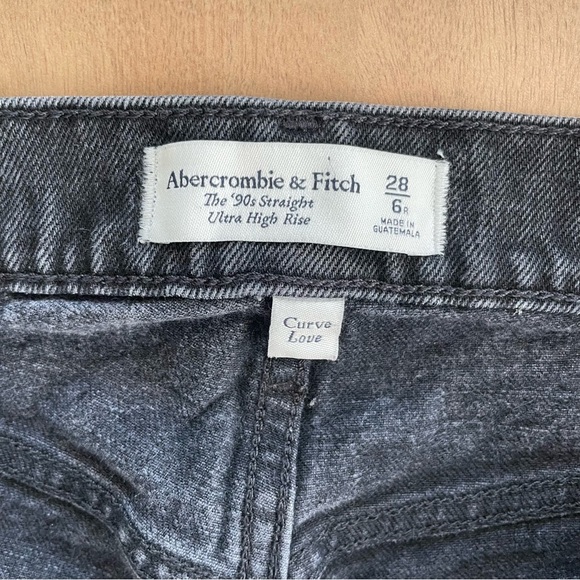 Abercrombie & Fitch
The '90s Straight
Ultra High Rise
28
6R
MADE IN
GUATEMALA
Curve
Love